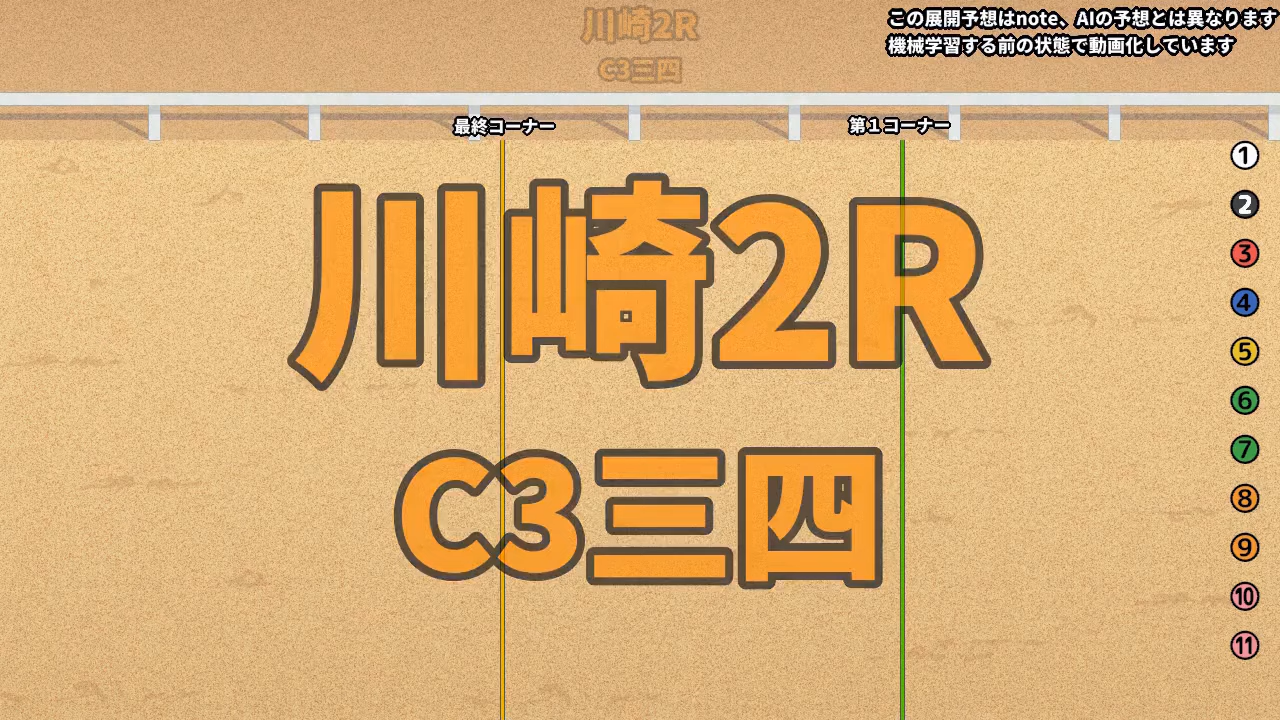 川崎2R
C3三四
この展開予想はnote、AIの予想とは異なります
機械学習する前の状態で動画化しています
最終コーナー
第1コーナー
川崎2R
C3三四
①
②
③
④
⑤
⑥
⑦
⑧
⑨
⑩
⑪